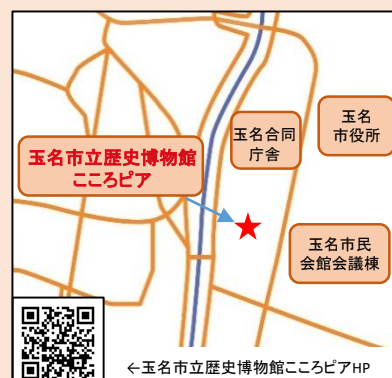 玉名
市役所
玉名合同
庁舎
玉名市立歴史博物館
こころピア
玉名市民
会館会議棟
←玉名市立歴史博物館こころピアHP